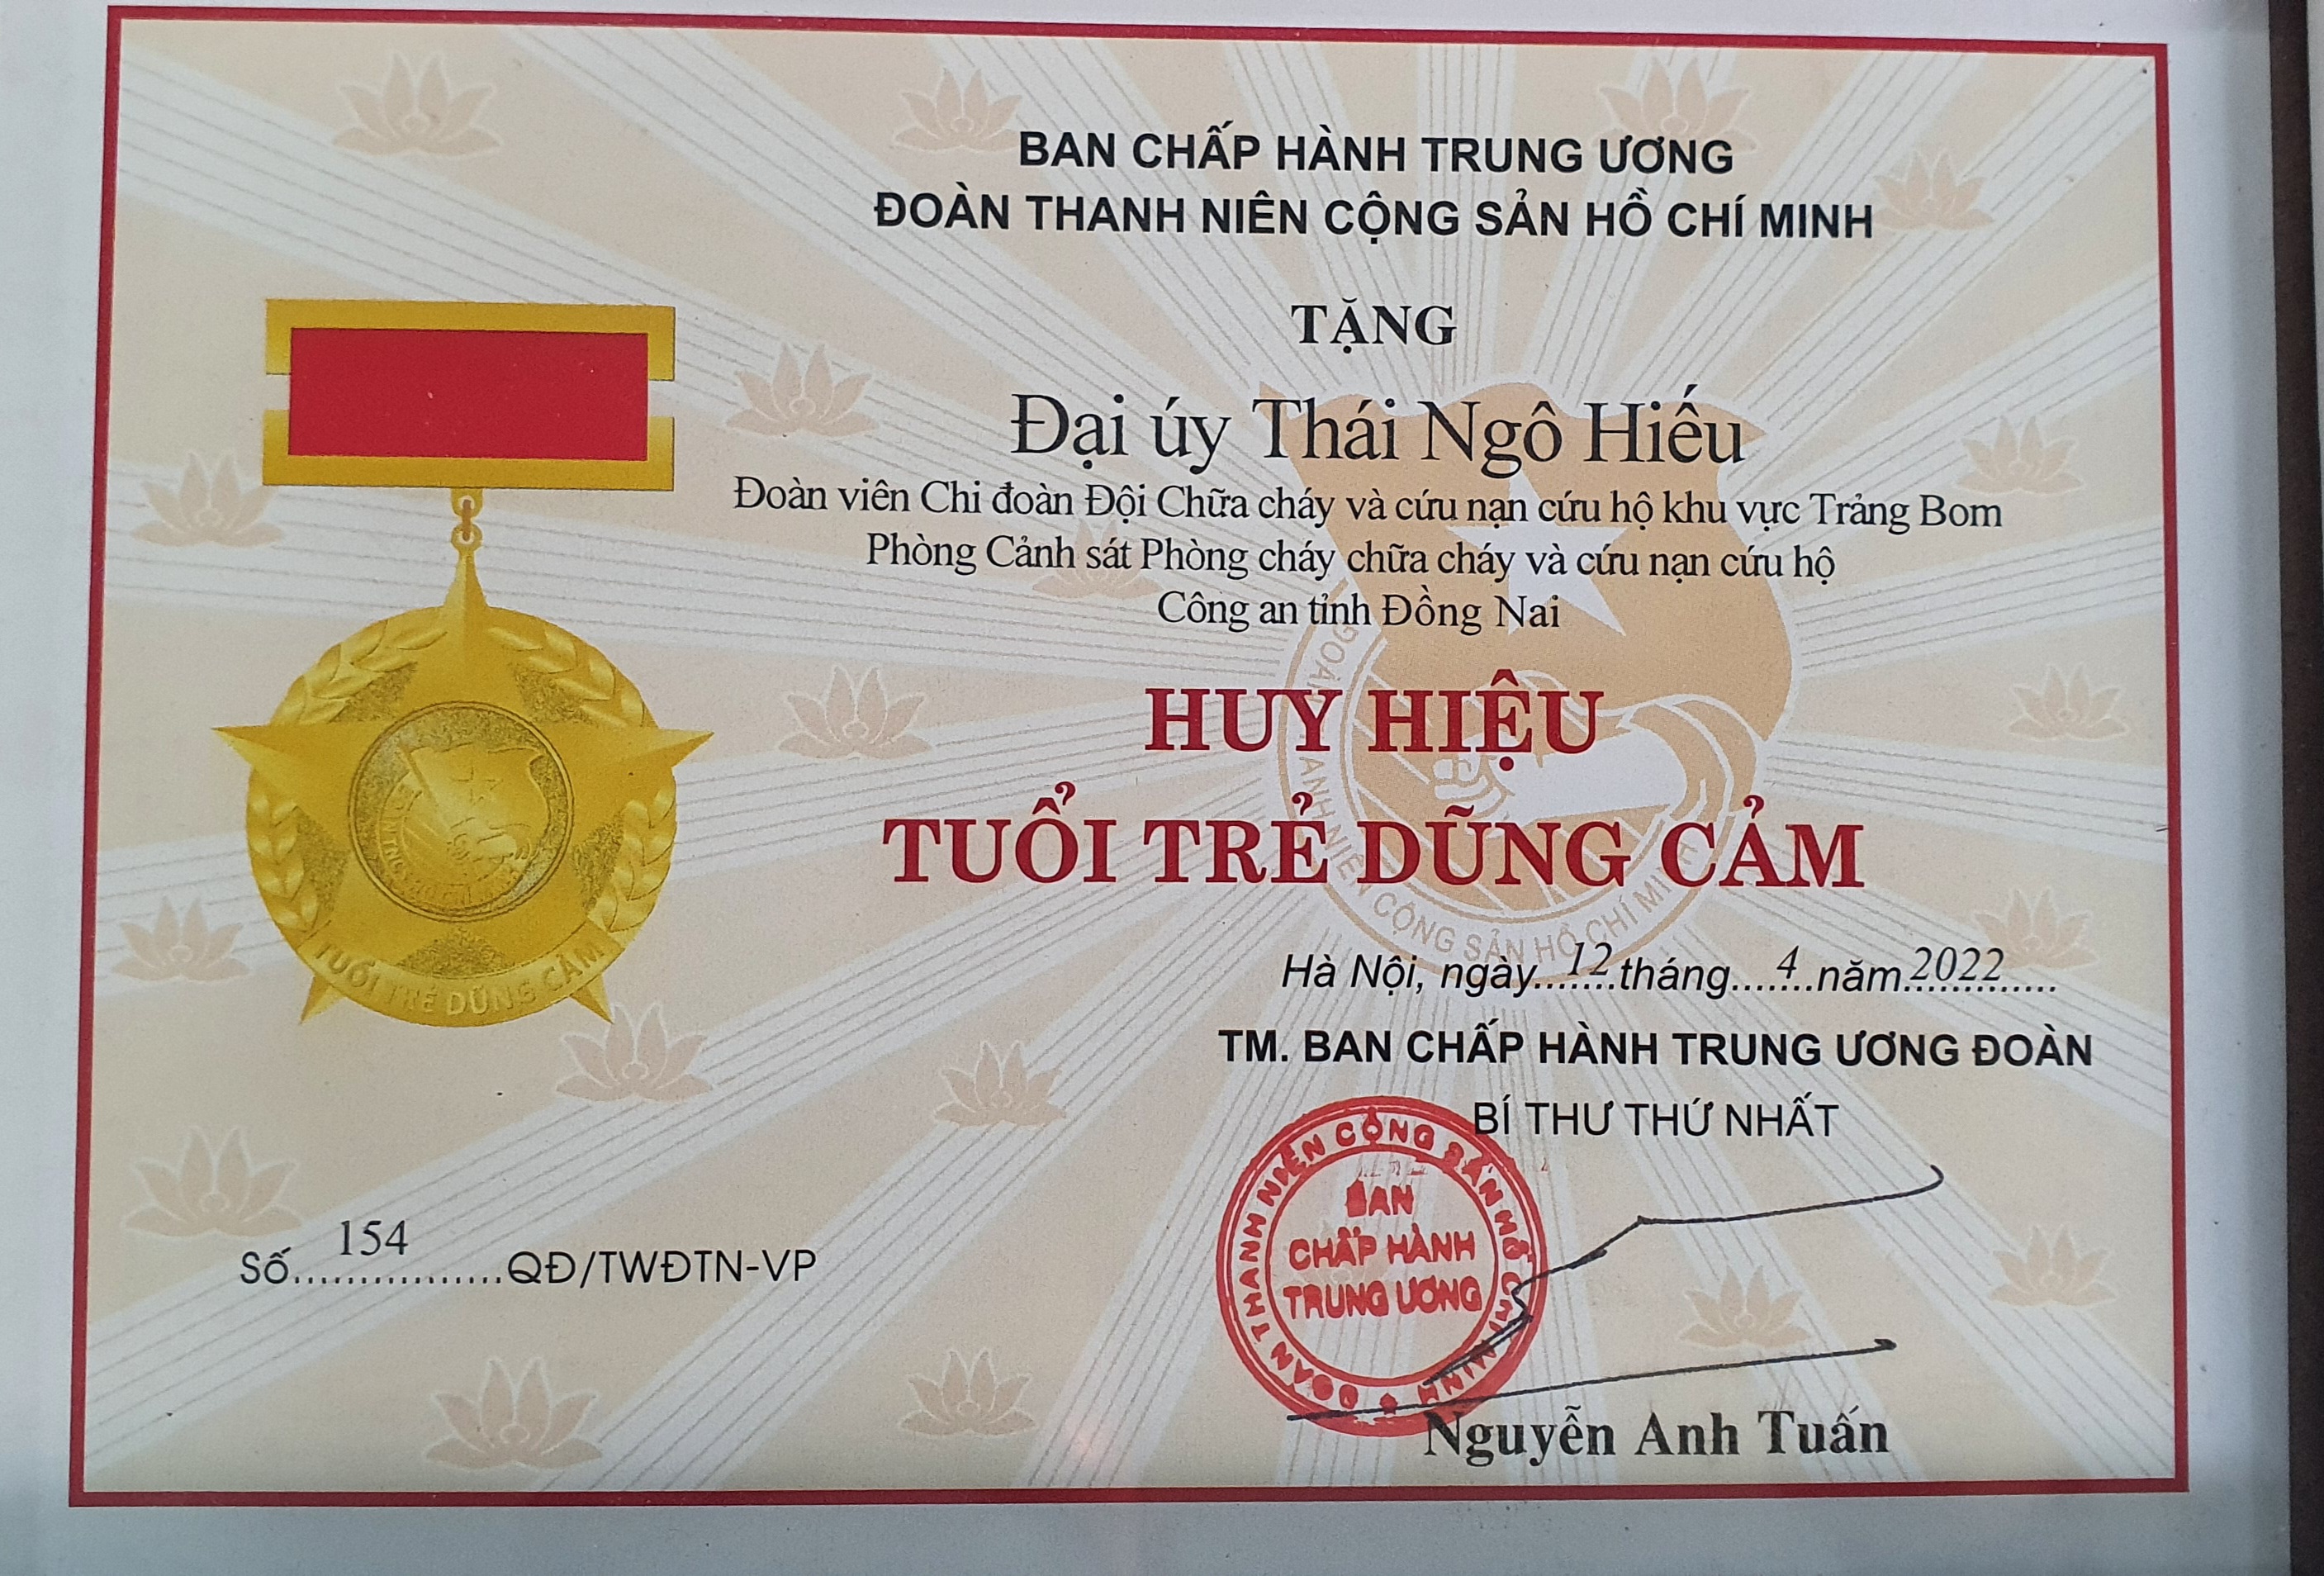 BAN CHẤP HÀNH TRUNG ƯƠNG
ĐOÀN THANH NIÊN CỘNG SẢN HỒ CHÍ MINH
TẶNG
Đại úy Thái Ngô Hiếu
Đoàn viên Chi đoàn Đội Chữa cháy và cứu nạn cứu hộ khu vực Trảng Bom
Phòng Cảnh sát Phòng cháy chữa cháy và cứu nạn cứu hộ
Công an tỉnh Đồng Nai
HUY HIỆU
TUỔI TRẺ DŨNG CẢM
TUỔI TRẺ DŨNG CẢM
Hà Nội, ngày.......12.tháng.......4..năm.2022............
TM. BAN CHẤP HÀNH TRUNG ƯƠNG ĐOÀN
BÍ THƯ THỨ NHẤT
ĐOÀN THANH NIÊN CỘNG SẢN HỒ CHÍ MINH
BAN
CHẤP HÀNH
TRUNG ƯƠNG
Số....154............QĐ/TWĐTN-VP
Nguyễn Anh Tuấn